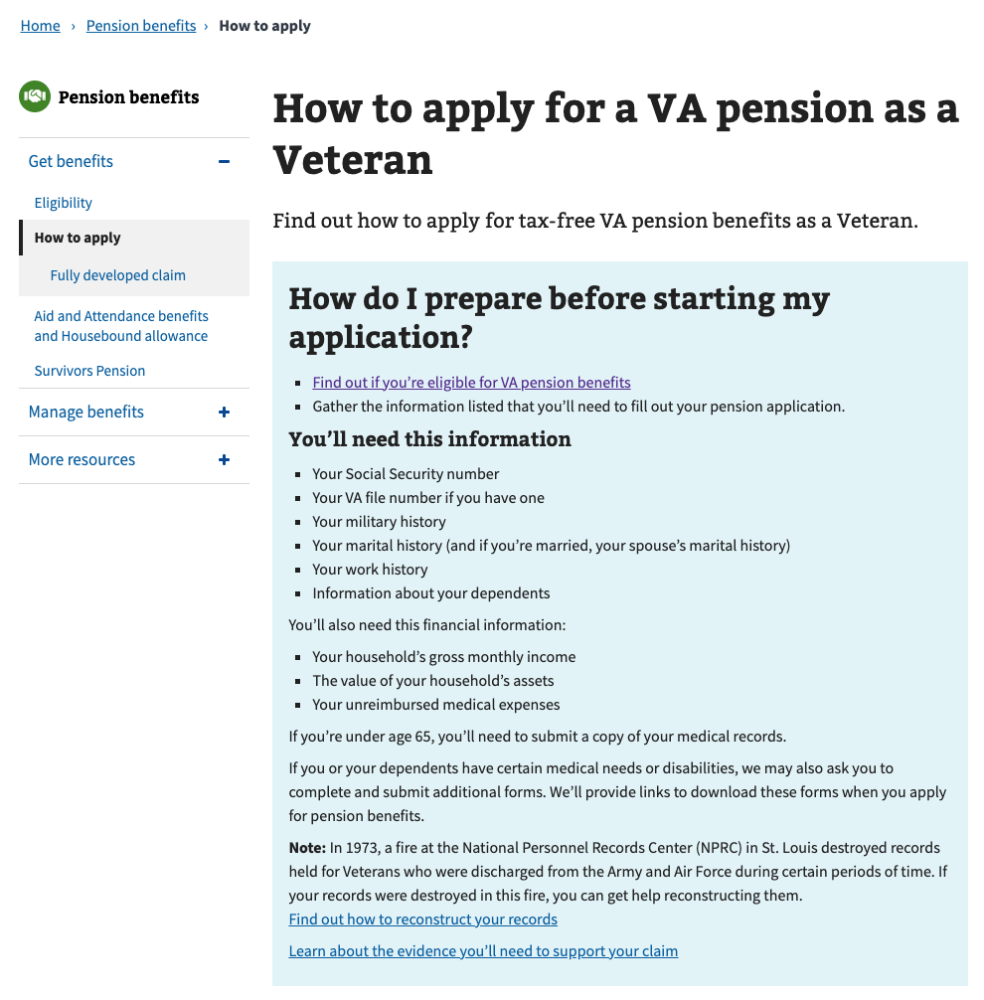 Home › Pension benefits › How to apply
Pension benefits
Get benefits
Eligibility
How to apply
Fully developed claim
Aid and Attendance benefits
and Housebound allowance
Survivors Pension
Manage benefits
More resources
How to apply for a VA pension as a
Veteran
Find out how to apply for tax-free VA pension benefits as a Veteran.
How do I prepare before starting my
application?
Find out if you’re eligible for VA pension benefits
Gather the information listed that you’ll need to fill out your pension application.
You’ll need this information
Your Social Security number
Your VA file number if you have one
Your military history
Your marital history (and if you’re married, your spouse’s marital history)
Your work history
Information about your dependents
You’ll also need this financial information:
Your household’s gross monthly income
The value of your household’s assets
Your unreimbursed medical expenses
If you’re under age 65, you’ll need to submit a copy of your medical records.
If you or your dependents have certain medical needs or disabilities, we may also ask you to
complete and submit additional forms. We’ll provide links to download these forms when you apply
for pension benefits.
Note: In 1973, a fire at the National Personnel Records Center (NPRC) in St. Louis destroyed records
held for Veterans who were discharged from the Army and Air Force during certain periods of time. If
your records were destroyed in this fire, you can get help reconstructing them.
Find out how to reconstruct your records
Learn about the evidence you’ll need to support your claim